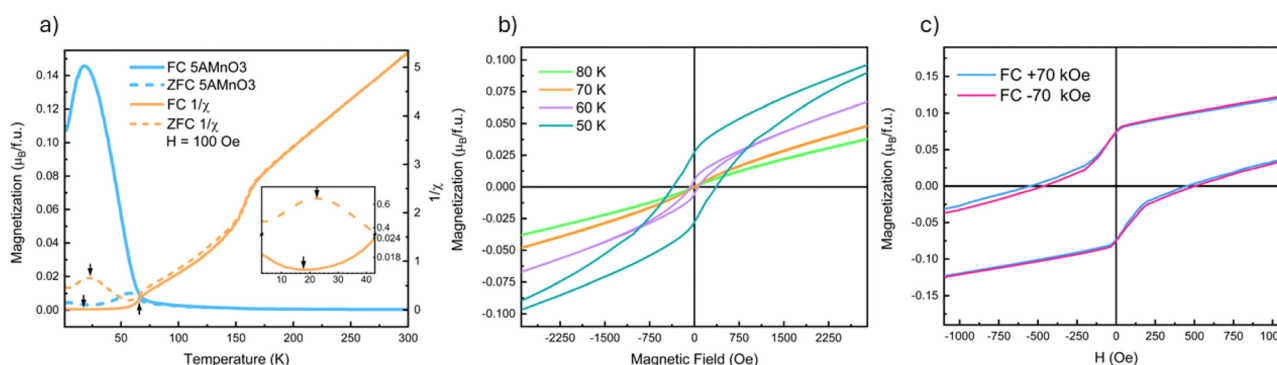 a)
Magnetization (μB/f.u.)
0.14
0.12
0.10
0.08
0.06
0.04
0.02
0.00
FC 5AMnO3
ZFC 5AMnO3
FC 1/χ
ZFC 1/χ
H = 100 Oe
5
4
3
2
1
0
1/χ
0.6
0.4
0.024
0.018
10 20 30 40
50 100 150 200 250 300
Temperature (K)
b)
Magnetization (μB/f.u.)
0.100
0.075
0.050
0.025
0.000
-0.025
-0.050
-0.075
-0.100
80 K
70 K
60 K
50 K
-2250 -1500 -750 0 750 1500 2250
Magnetic Field (Oe)
c)
Magnetization (μB/f.u.)
0.15
0.10
0.05
0.00
-0.05
-0.10
-0.15
FC +70 kOe
FC -70 kOe
-1000 -750 -500 -250 0 250 500 750 1000
H (Oe)